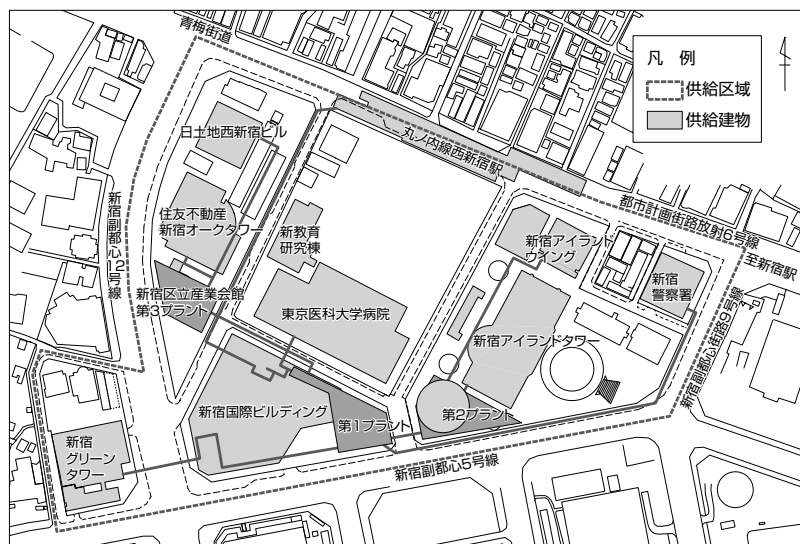 青梅街道
凡 例
供給区域
供給建物
日土地西新宿ビル
丸ノ内線西新宿駅
新宿副都心12号線
住友不動産
新宿オークタワー
新教育
研究棟
都市計画街路放射6号線
至新宿駅
新宿アイランド
ウイング
新宿
警察署
新宿区立産業会館
第3プラント
東京医科大学病院
新宿アイランドタワー
新宿副都心街路9号線
新宿国際ビルディング
第1プラント
第2プラント
新宿
グリーン
タワー
新宿副都心5号線